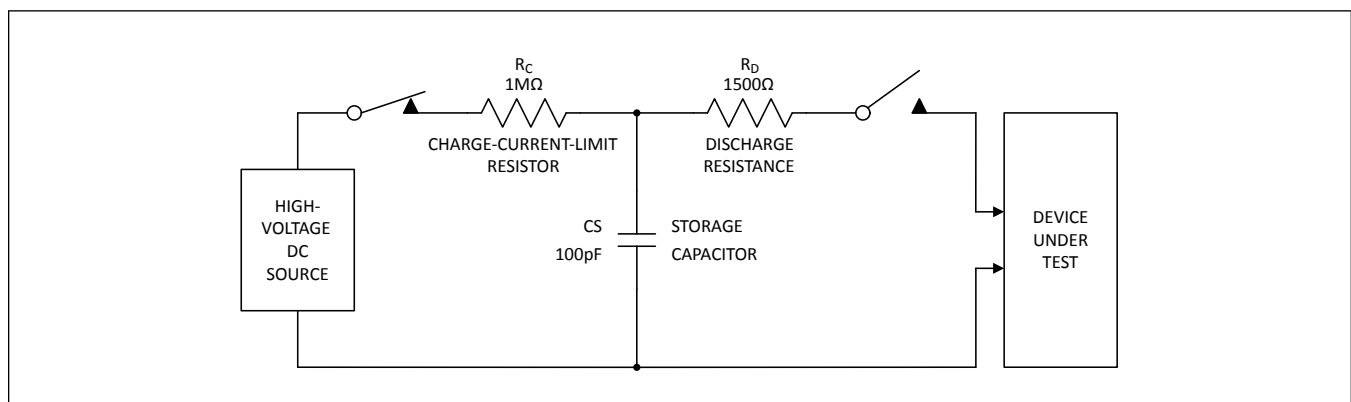 R_C
1MΩ
CHARGE-CURRENT-LIMIT
RESISTOR
R_D
1500Ω
DISCHARGE
RESISTANCE
HIGH-
VOLTAGE
DC
SOURCE
CS
100pF
STORAGE
CAPACITOR
DEVICE
UNDER
TEST